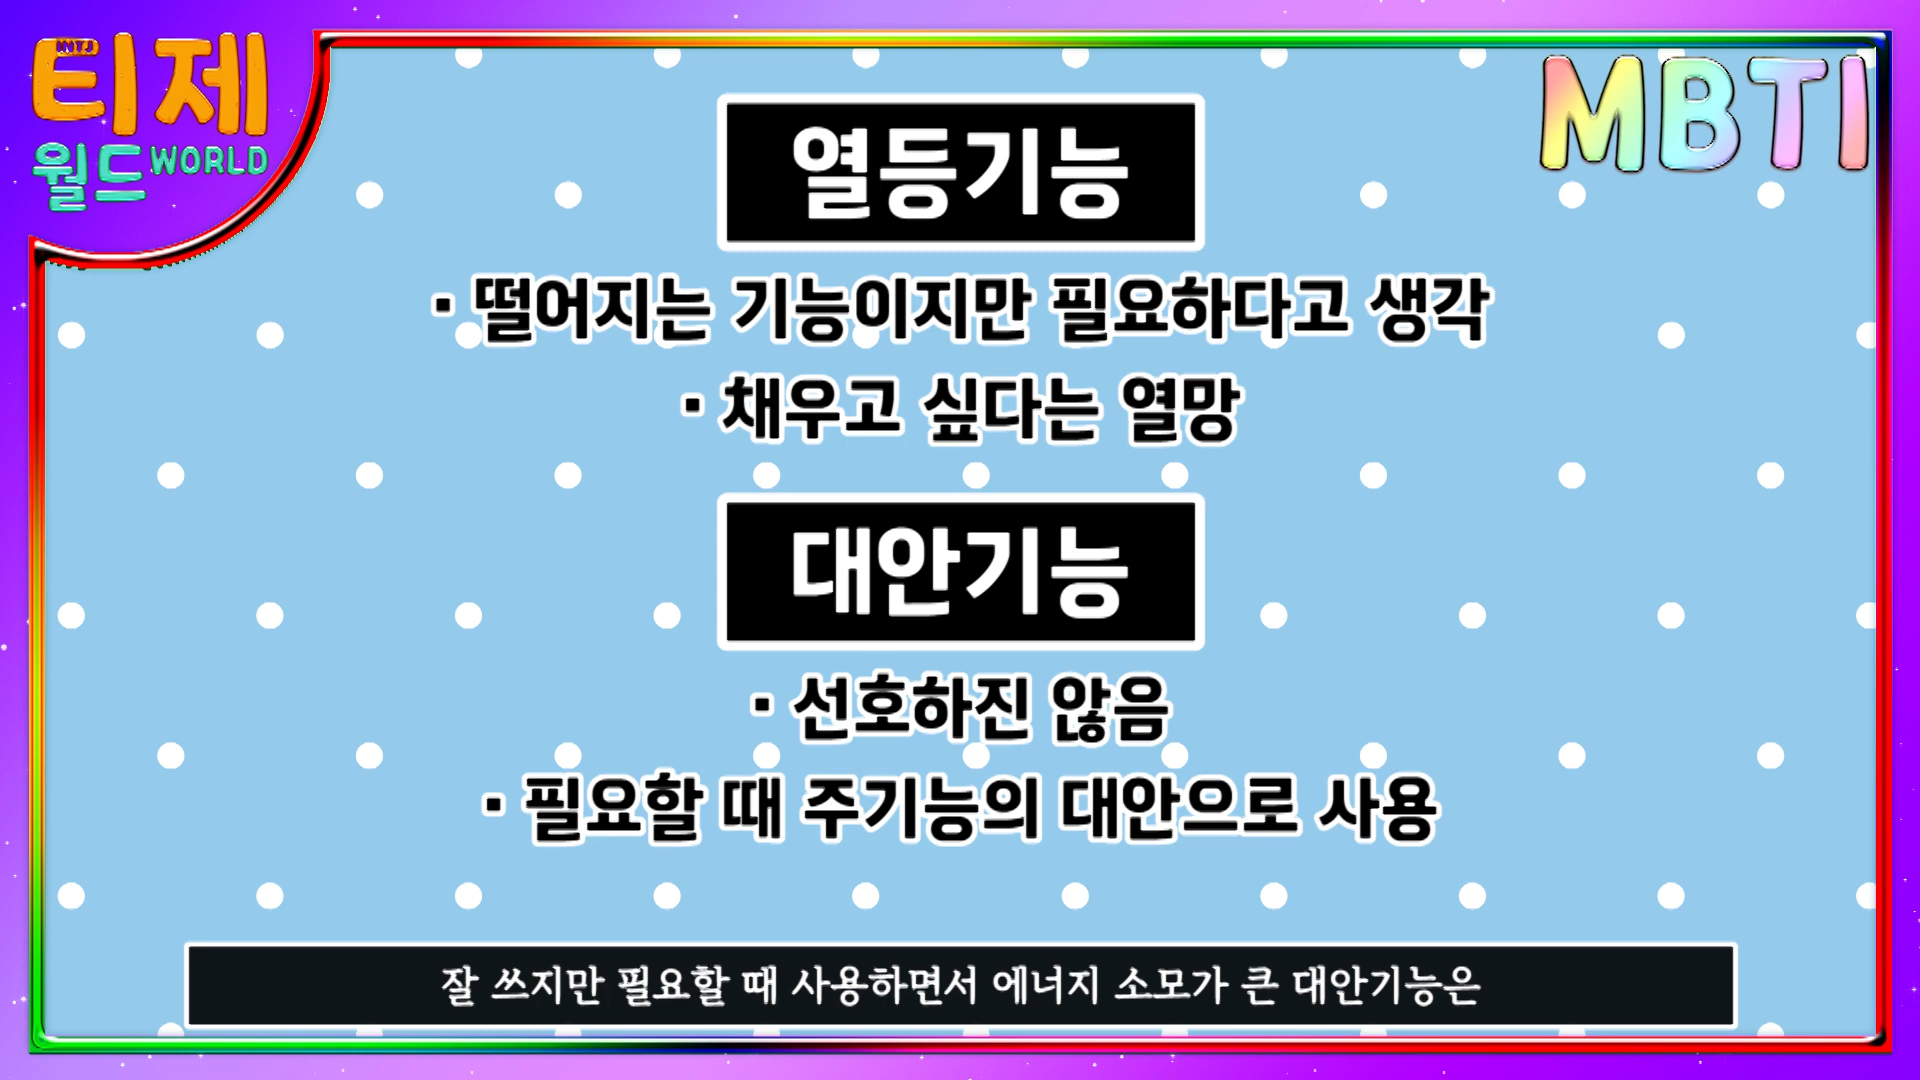 INTJ
티제
월드 WORLD
MBTI
열등기능
· 떨어지는 기능이지만 필요하다고 생각
· 채우고 싶다는 열망
대안기능
· 선호하진 않음
· 필요할 때 주기능의 대안으로 사용
잘 쓰지만 필요할 때 사용하면서 에너지 소모가 큰 대안기능은